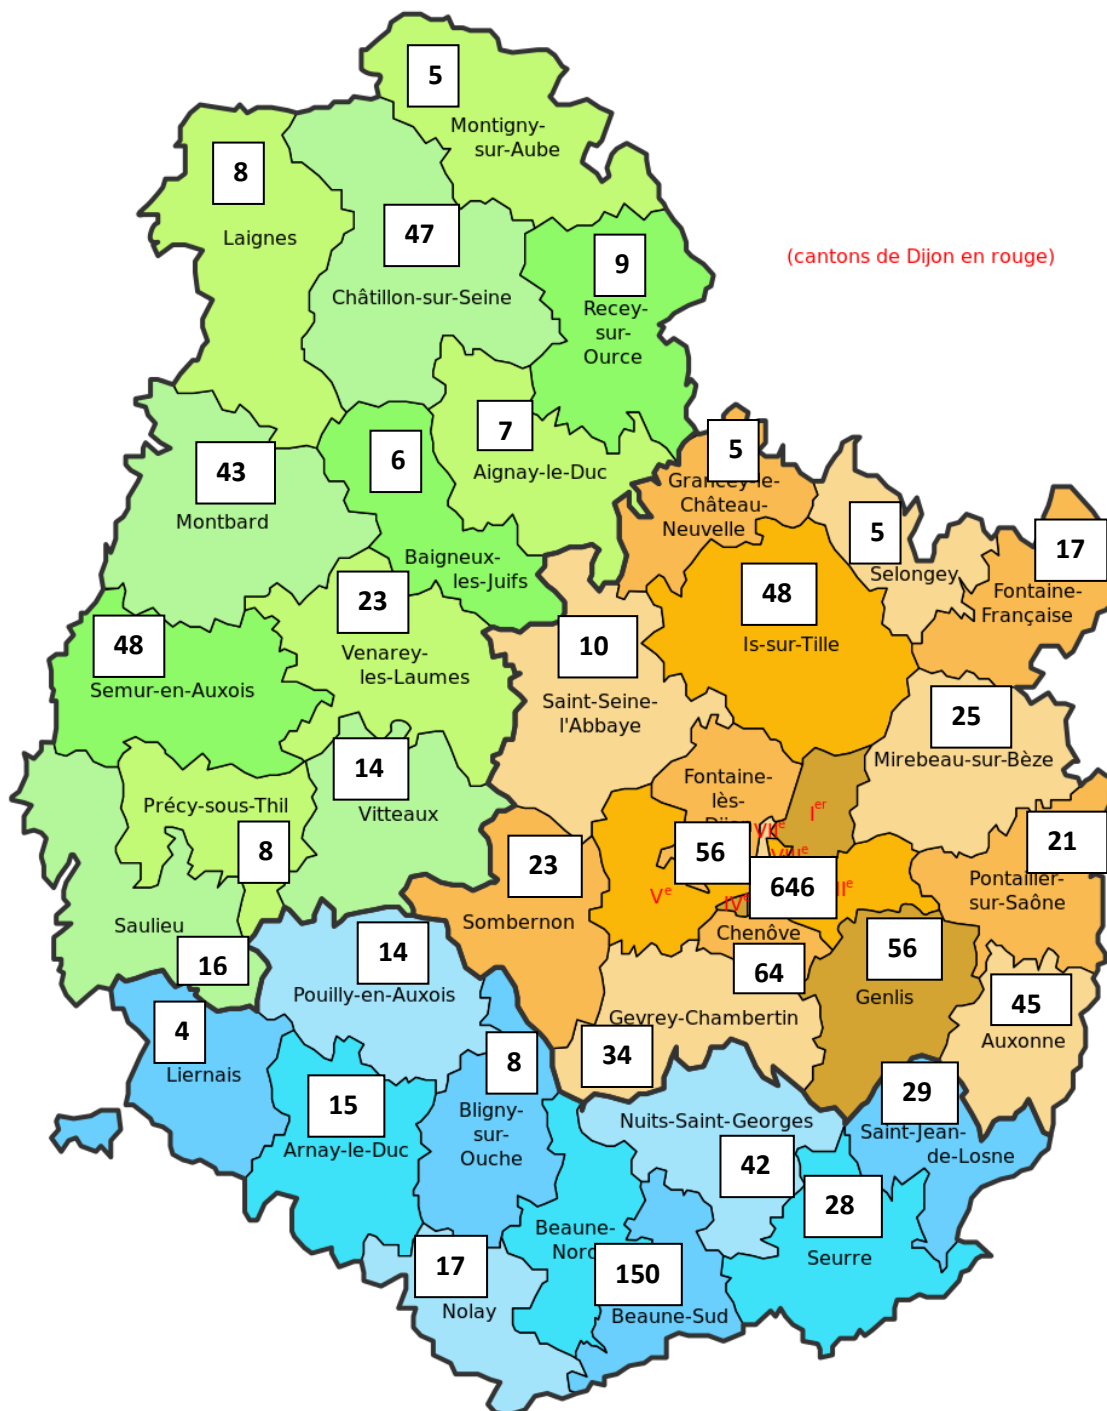 5
Montigny-
sur-Aube
8
Laignes
47
Châtillon-sur-Seine
9
Recey-
sur-
Ource
(cantons de Dijon en rouge)
7
Aignay-le-Duc
6
Baigneux-
les-Juifs
43
Montbard
5
Grancey-le-
Château-
Neuvelle
5
Selongey
17
Fontaine-
Française
48
Is-sur-Tille
23
Venarey-
les-Laumes
48
Semur-en-Auxois
10
Saint-Seine-
l'Abbaye
25
Mirebeau-sur-Bèze
14
Vitteaux
Précy-sous-Thil
8
Fontaine-
lès-
56
Ier
VIIe
VIIIe
646
IIe
IVe
Ve
21
Pontailler-
sur-Saône
23
Sombernon
Saulieu
16
Chenôve
64
56
Genlis
45
Auxonne
14
Pouilly-en-Auxois
Gevrey-Chambertin
34
4
Liernais
15
Arnay-le-Duc
8
Bligny-
sur-
Ouche
Nuits-Saint-Georges
42
29
Saint-Jean-
de-Losne
28
Seurre
17
Nolay
Beaune-
Nord
150
Beaune-Sud